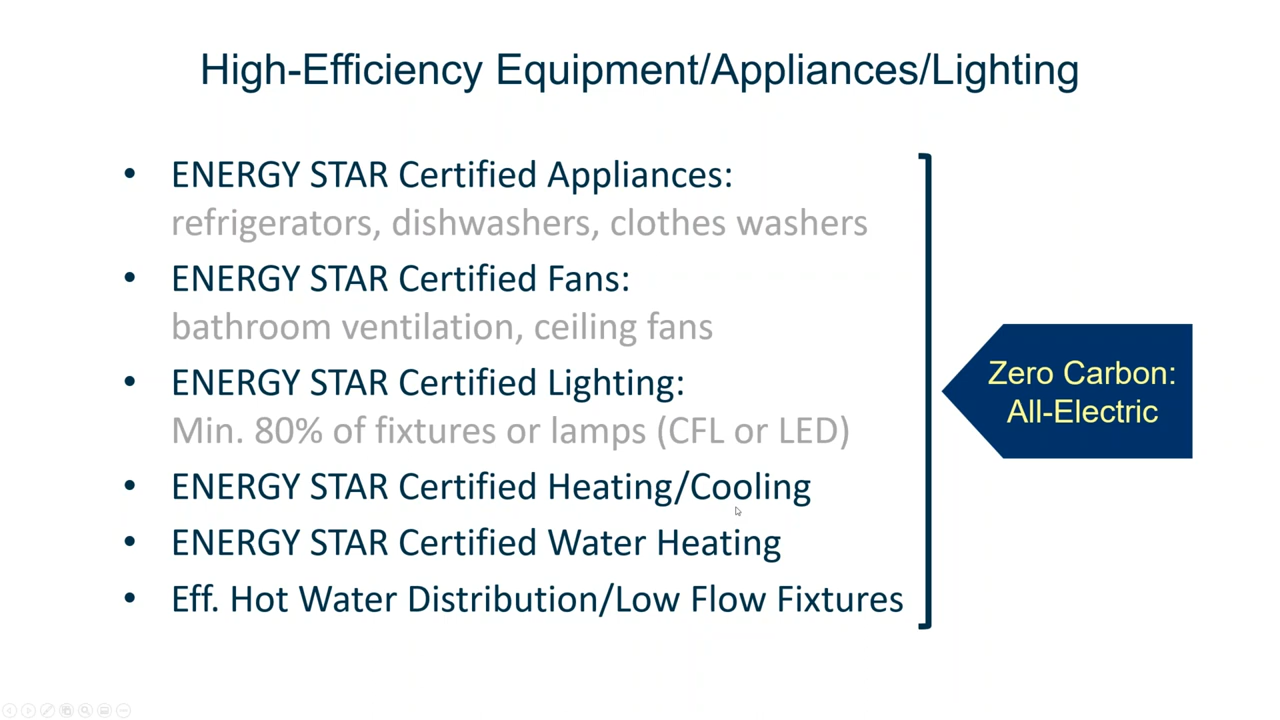 High-Efficiency Equipment/Appliances/Lighting
• ENERGY STAR Certified Appliances:
refrigerators, dishwashers, clothes washers
• ENERGY STAR Certified Fans:
bathroom ventilation, ceiling fans
• ENERGY STAR Certified Lighting:
Min. 80% of fixtures or lamps (CFL or LED)
• ENERGY STAR Certified Heating/Cooling
• ENERGY STAR Certified Water Heating
• Eff. Hot Water Distribution/Low Flow Fixtures
Zero Carbon:
All-Electric